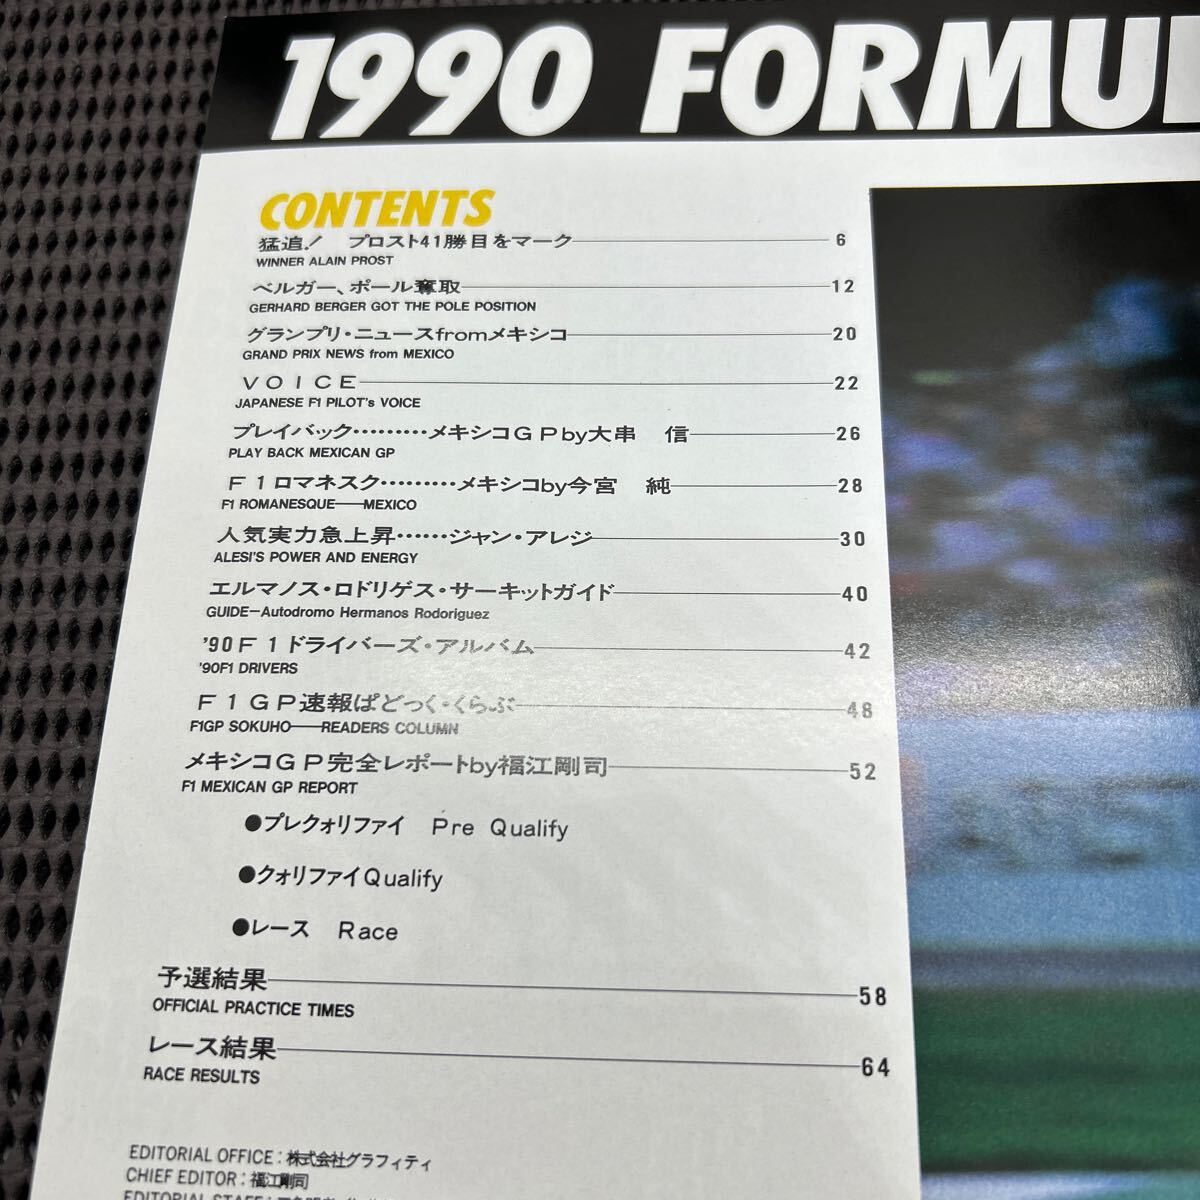 1990 FORMU
CONTENTS
猛追! プロスト41勝目をマーク 6
WINNER ALAIN PROST
ベルガー、ポール奪取 12
GERHARD BERGER GOT THE POLE POSITION
グランプリ・ニュースfromメキシコ 20
GRAND PRIX NEWS from MEXICO
VOICE 22
JAPANESE F1 PILOT's VOICE
プレイバック………メキシコGPby大串 信 26
PLAY BACK MEXICAN GP
F1ロマネスク………メキシコby今宮 純 28
F1 ROMANESQUE——MEXICO
人気実力急上昇……ジャン・アレジ 30
ALESI'S POWER AND ENERGY
エルマノス・ロドリゲス・サーキットガイド 40
GUIDE—Autodromo Hermanos Rodoriguez
'90F1ドライバーズ・アルバム 42
'90F1 DRIVERS
F1GP速報ぱどっく・くらぶ 48
F1GP SOKUHO——READERS COLUMN
メキシコGP完全レポートby福江剛司 52
F1 MEXICAN GP REPORT
●プレクォリファイ Pre Qualify
●クォリファイQualify
●レース Race
予選結果 58
OFFICIAL PRACTICE TIMES
レース結果 64
RACE RESULTS
EDITORIAL OFFICE：株式会社グラフィティ
CHIEF EDITOR：福江剛司
EDITORIAL STAFF：